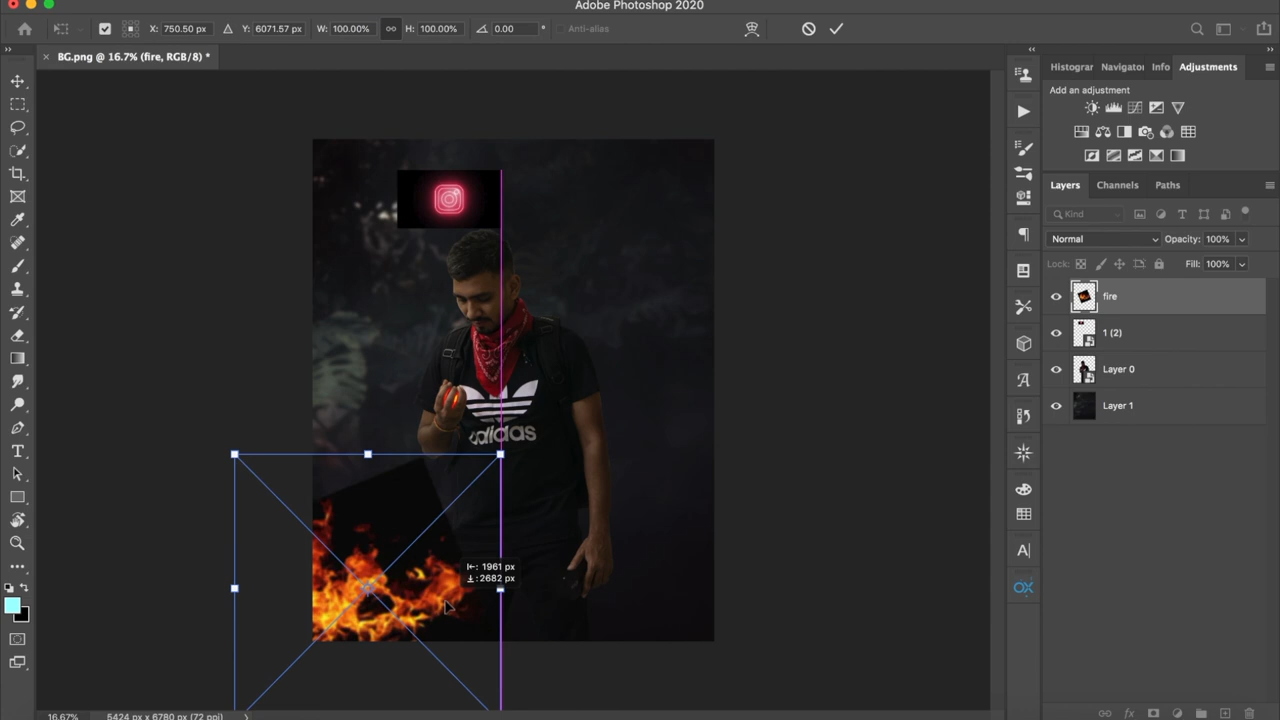 Adobe Photoshop 2020
X: 750.50 px Y: 6071.57 px W: 100.00% H: 100.00% 0.00 ° Anti-alias
× BG.png @ 16.7% (fire, RGB/8) *
Histograr Navigatoı Info Adjustments
Add an adjustment
Layers Channels Paths
Kind
Normal Opacity: 100%
Lock: Fill: 100%
fire
1 (2)
Layer 0
Layer 1
adidas
1961 px
2682 px
16.67% 5424 px x 6780 px (72 ppi)